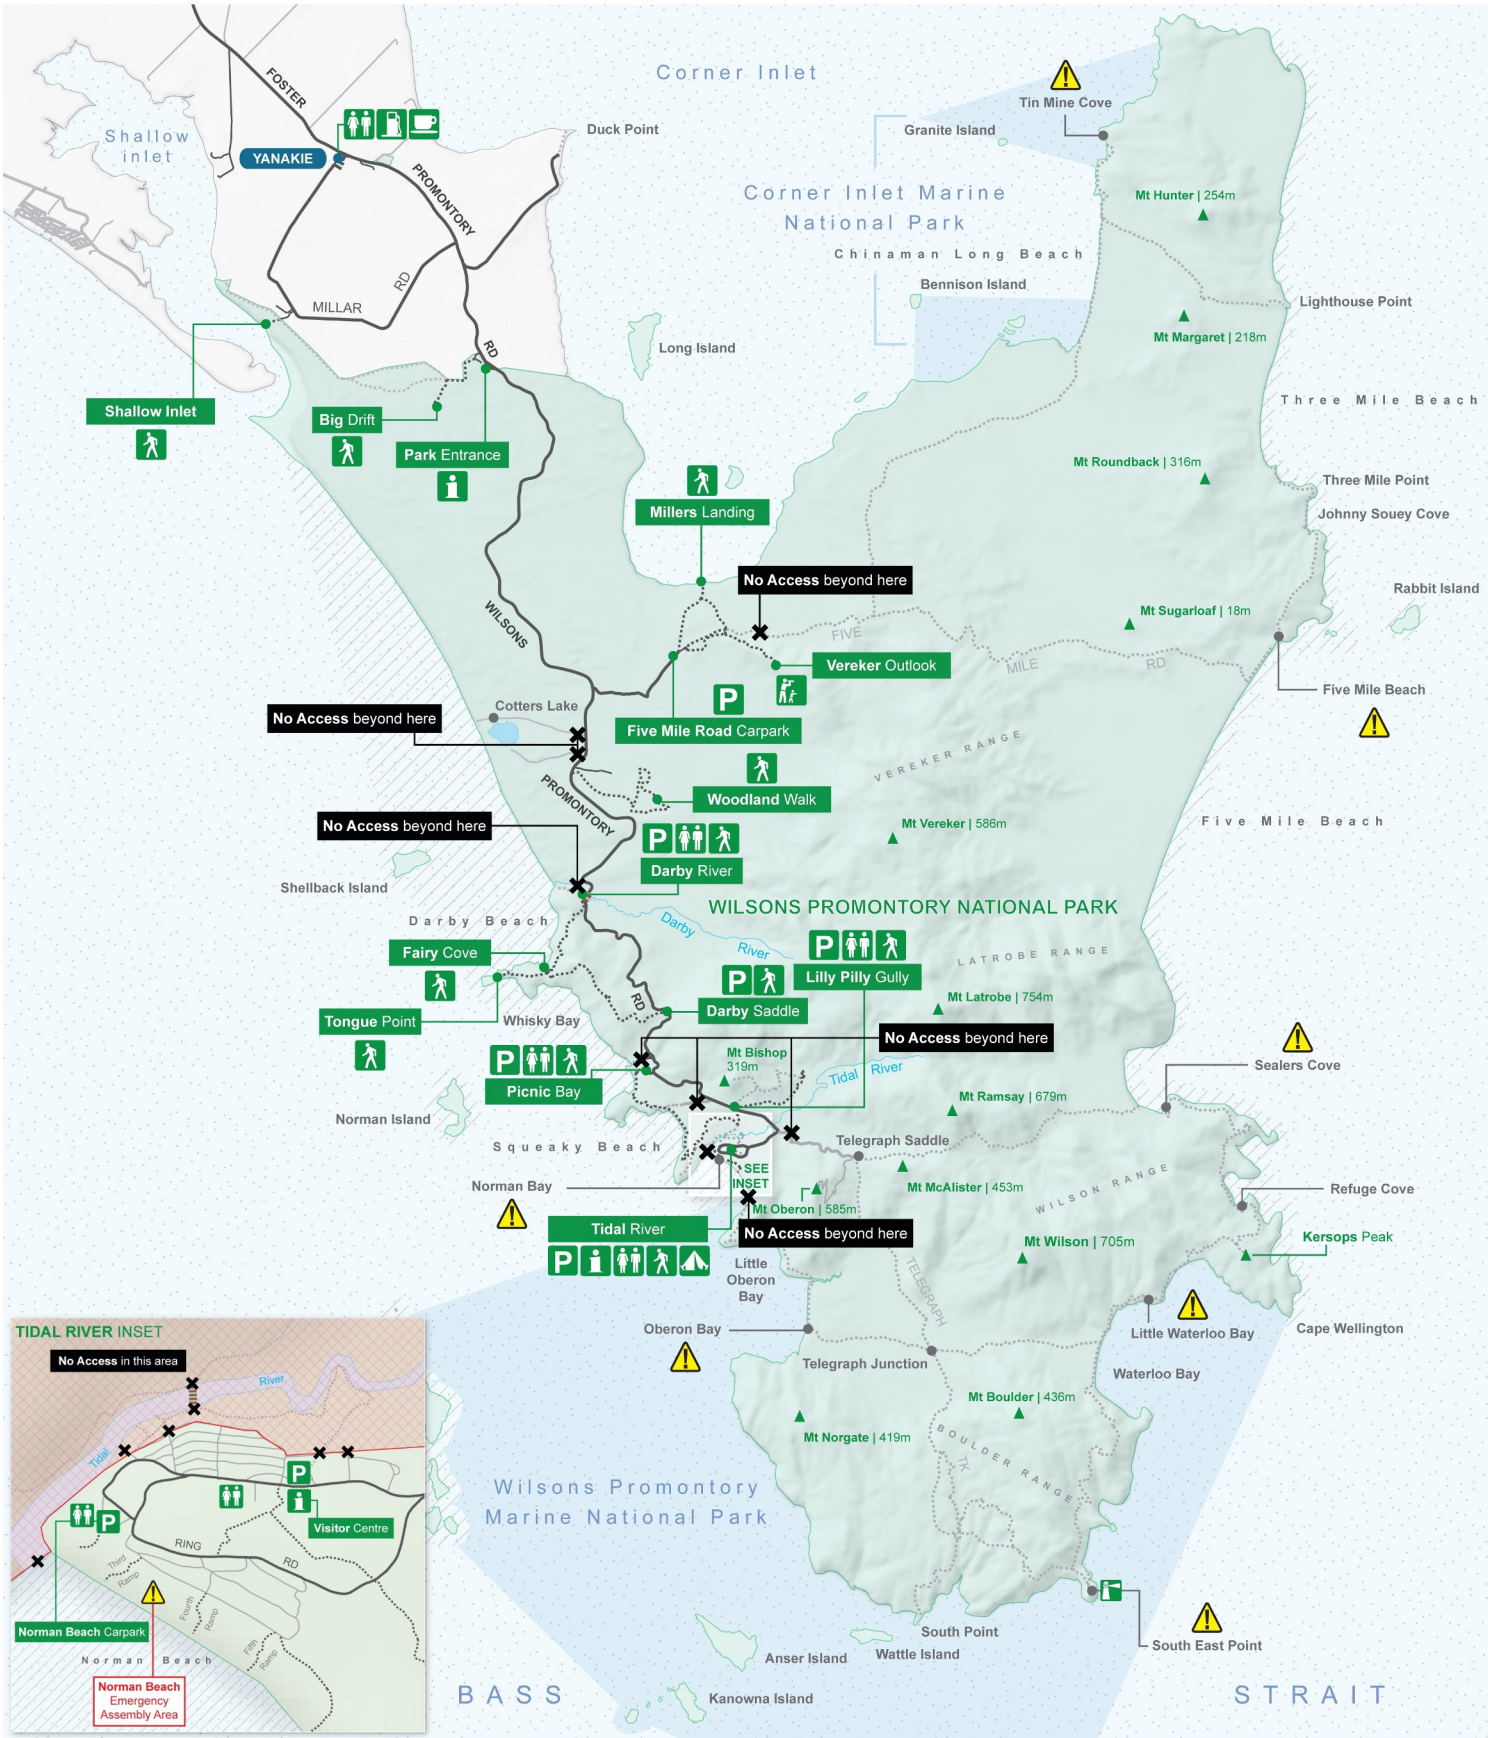 Corner Inlet
Tin Mine Cove
FOSTER
Granite Island
Duck Point
Shallow
inlet
YANAKIE
PROMONTORY
Mt Hunter | 254m
Corner Inlet Marine
National Park
Chinaman Long Beach
Bennison Island
RD
MILLAR
Lighthouse Point
Mt Margaret | 218m
RD
Long Island
Three Mile Beach
Shallow Inlet
Big Drift
Park Entrance
Mt Roundback | 316m
Three Mile Point
Millers Landing
Johnny Souey Cove
No Access beyond here
Rabbit Island
WILSONS
Mt Sugarloaf | 18m
FIVE
MILE
RD
Vereker Outlook
P
Five Mile Beach
Cotters Lake
No Access beyond here
Five Mile Road Carpark
VEREKER RANGE
PROMONTORY
Woodland Walk
No Access beyond here
Mt Vereker | 586m
Five Mile Beach
P
Darby River
Shellback Island
WILSONS PROMONTORY NATIONAL PARK
Darby Beach
Darby
River
P
Fairy Cove
LATROBE RANGE
P
Lilly Pilly Gully
RD
Mt Latrobe | 754m
Darby Saddle
Tongue Point
Whisky Bay
No Access beyond here
P
Mt Bishop
319m
Sealers Cove
Tidal River
Picnic Bay
Mt Ramsay | 679m
Norman Island
Squeaky Beach
Telegraph Saddle
SEE
INSET
Norman Bay
Mt McAlister | 453m
WILSON RANGE
Refuge Cove
Mt Oberon | 585m
Tidal River
No Access beyond here
Mt Wilson | 705m
Kersops Peak
P
Little
Oberon
Bay
TELEGRAPH
Oberon Bay
Little Waterloo Bay
Cape Wellington
Telegraph Junction
Waterloo Bay
Mt Boulder | 436m
Mt Norgate | 419m
BOULDER RANGE
TK
Wilsons Promontory
Marine National Park
South Point
South East Point
Anser Island
Wattle Island
Kanowna Island
BASS
STRAIT
TIDAL RIVER INSET
No Access in this area
River
Tidal
P
P
Visitor Centre
RING
RD
Third
Ramp
Fourth
Ramp
Fifth
Ramp
Norman Beach Carpark
Norman Beach
Norman Beach
Emergency
Assembly Area